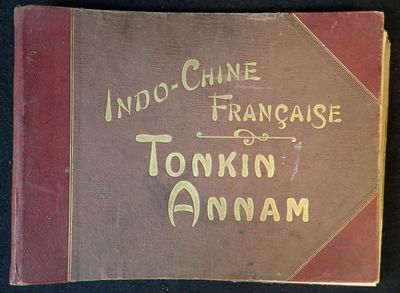 INDO-CHINE
FRANÇAISE
TONKIN
ANNAM